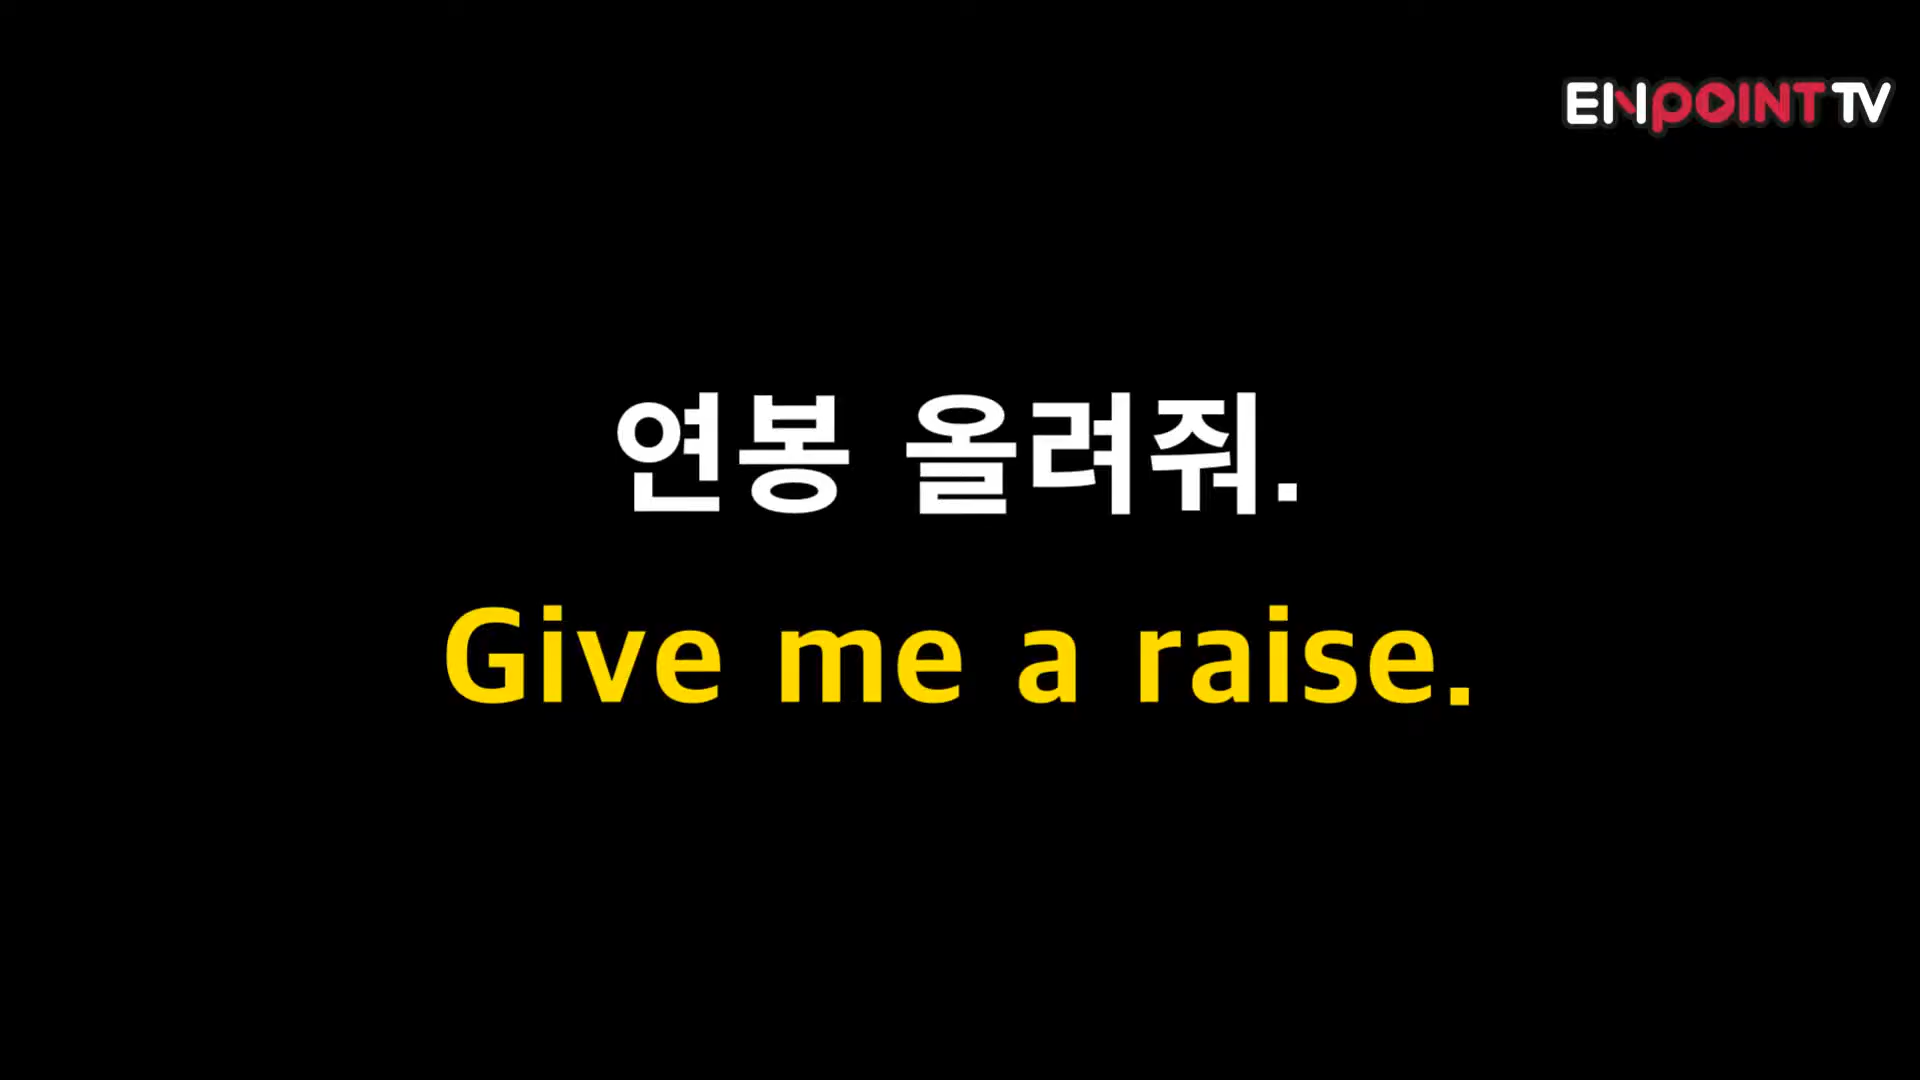 ENPOINT TV
연봉 올려줘.
Give me a raise.